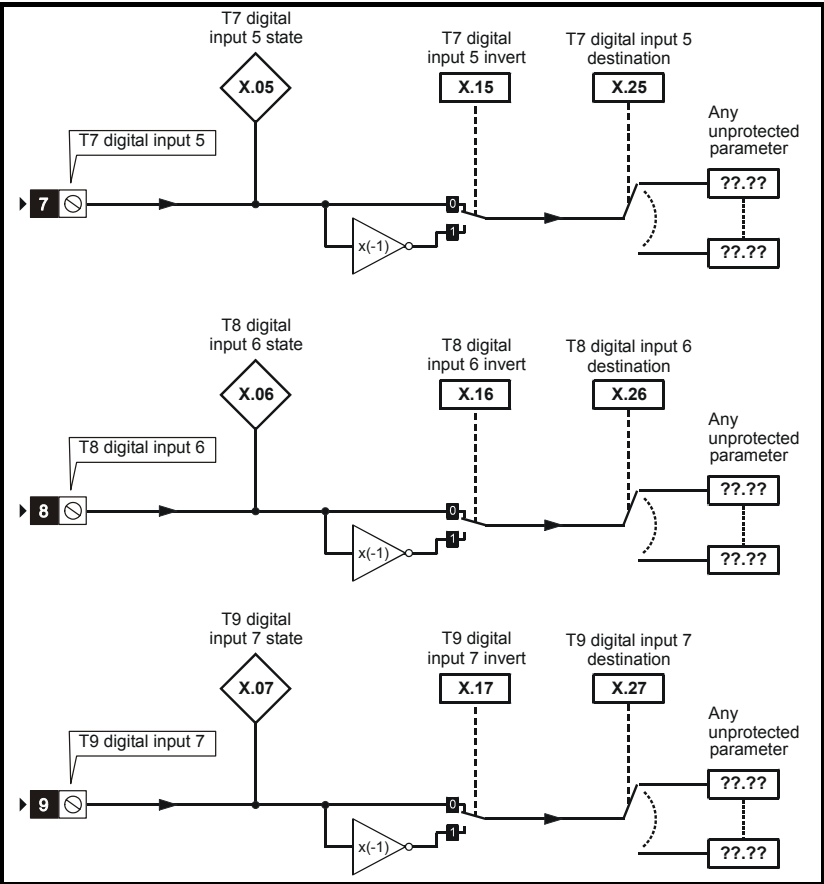 T7 digital
input 5 state
X.05
T7 digital
input 5 invert
X.15
T7 digital input 5
destination
X.25
Any
unprotected
parameter
T7 digital input 5
7
0
1
x(-1)
??.??
??.??
T8 digital
input 6 state
X.06
T8 digital
input 6 invert
X.16
T8 digital input 6
destination
X.26
Any
unprotected
parameter
T8 digital input 6
8
0
1
x(-1)
??.??
??.??
T9 digital
input 7 state
X.07
T9 digital
input 7 invert
X.17
T9 digital input 7
destination
X.27
Any
unprotected
parameter
T9 digital input 7
9
0
1
x(-1)
??.??
??.??